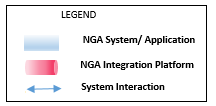 LEGEND
NGA System/ Application
NGA Integration Platform
System Interaction